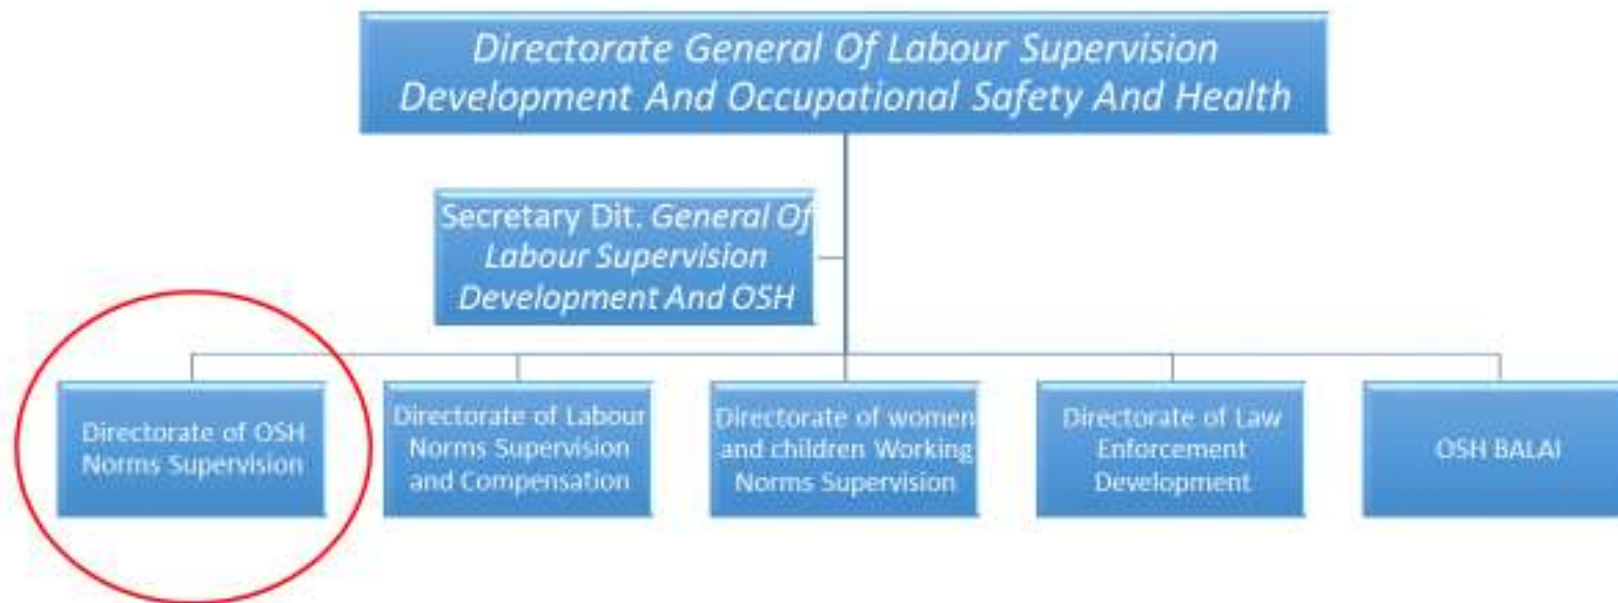 Directorate General Of Labour Supervision
Development And Occupational Safety And Health
Secretary Dit. General Of
Labour Supervision
Development And OSH
Directorate of OSH
Norms Supervision
Directorate of Labour
Norms Supervision
and Compensation
Directorate of women
and children Working
Norms Supervision
Directorate of Law
Enforcement
Development
OSH BALAI